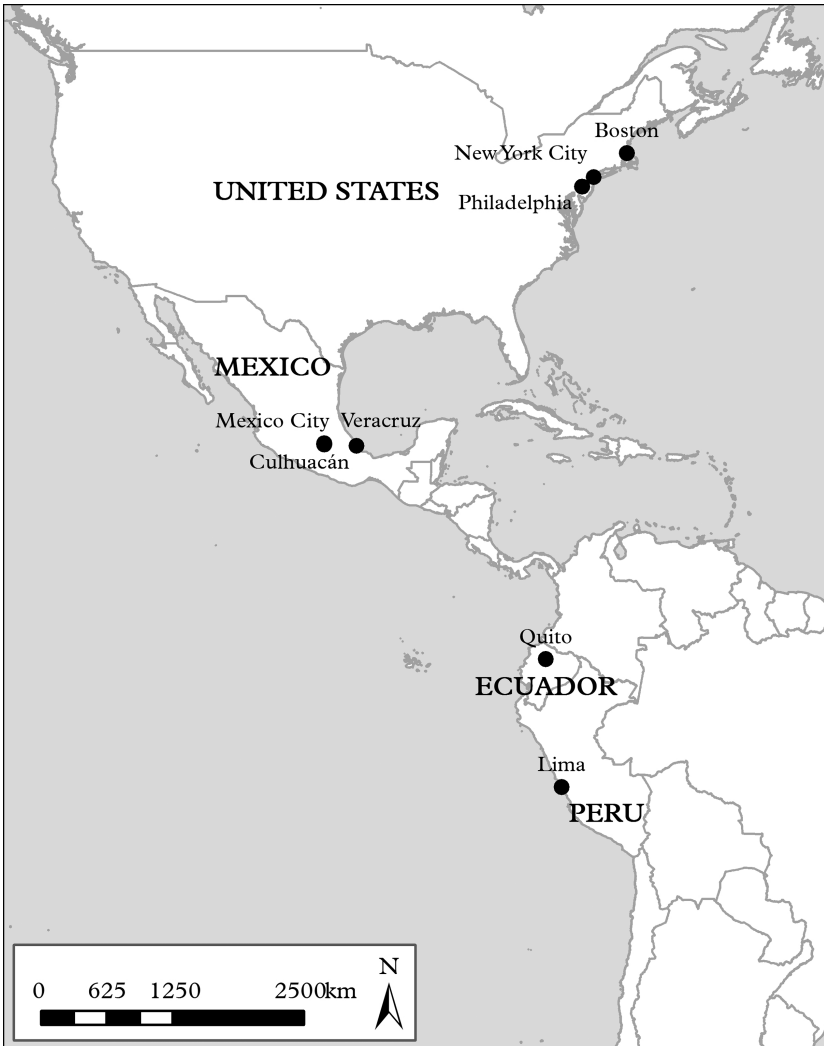 Boston
New York City
UNITED STATES
Philadelphia
MEXICO
Mexico City Veracruz
Culhuacán
Quito
ECUADOR
Lima
PERU
N
0 625 1250 2500km